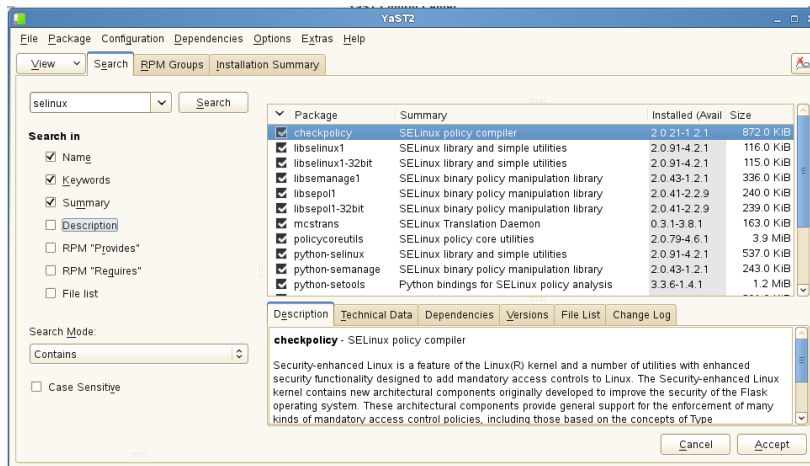 YaST2
File Package Configuration Dependencies Options Extras Help
View Search RPM Groups Installation Summary
selinux Search
Search in
Name
Keywords
Summary
Description
RPM "Provides"
RPM "Requires"
File list
Search Mode:
Contains
Case Sensitive
Package Summary Installed (Avail Size
checkpolicy SELinux policy compiler 2.0.21-1.2.1 872.0 KiB
libselinux1 SELinux library and simple utilities 2.0.91-4.2.1 116.0 KiB
libselinux1-32bit SELinux library and simple utilities 2.0.91-4.2.1 115.0 KiB
libsemanage1 SELinux binary policy manipulation library 2.0.43-1.2.1 336.0 KiB
libsepol1 SELinux binary policy manipulation library 2.0.41-2.2.9 240.0 KiB
libsepol1-32bit SELinux binary policy manipulation library 2.0.41-2.2.9 239.0 KiB
mcstrans SELinux Translation Daemon 0.3.1-3.8.1 163.0 KiB
policycoreutils SELinux policy core utilities 2.0.79-4.6.1 3.9 MiB
python-selinux SELinux library and simple utilities 2.0.91-4.2.1 537.0 KiB
python-semanage SELinux binary policy manipulation library 2.0.43-1.2.1 243.0 KiB
python-setools Python bindings for SELinux policy analysis 3.3.6-1.4.1 1.2 MiB
Description Technical Data Dependencies Versions File List Change Log
checkpolicy - SELinux policy compiler
Security-enhanced Linux is a feature of the Linux(R) kernel and a number of utilities with enhanced
security functionality designed to add mandatory access controls to Linux. The Security-enhanced Linux
kernel contains new architectural components originally developed to improve the security of the Flask
operating system. These architectural components provide general support for the enforcement of many
kinds of mandatory access control policies, including those based on the concepts of Type
Cancel Accept